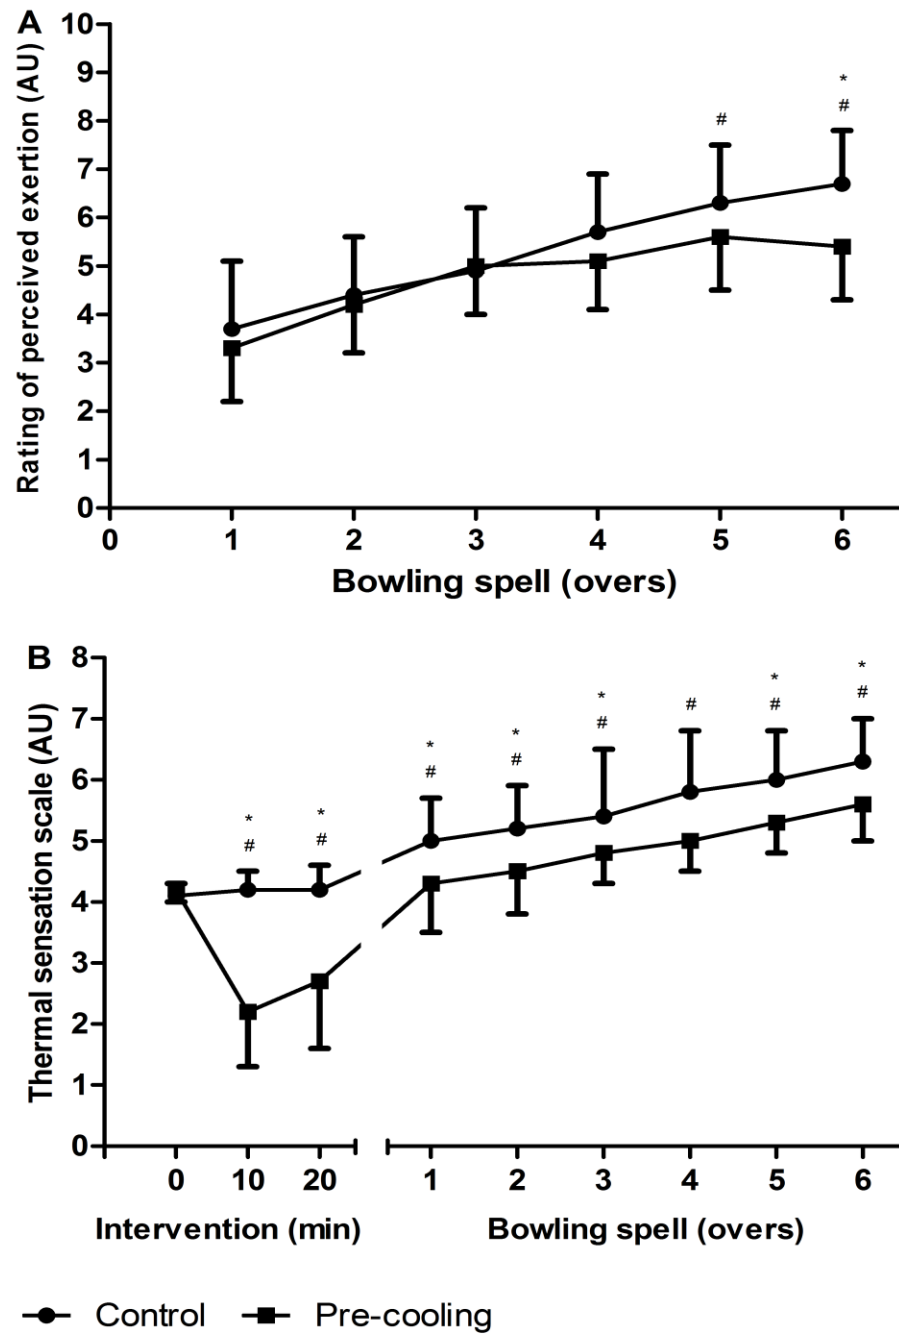 A
Rating of perceived exertion (AU)
10
9
8
7
6
5
4
3
2
1
0
*
# #
0 1 2 3 4 5 6
Bowling spell (overs)
B
Thermal sensation scale (AU)
8
7
6
5
4
3
2
1
0
* * * * * * *
# # # # # # # #
0 10 20 1 2 3 4 5 6
Intervention (min) Bowling spell (overs)
Control Pre-cooling